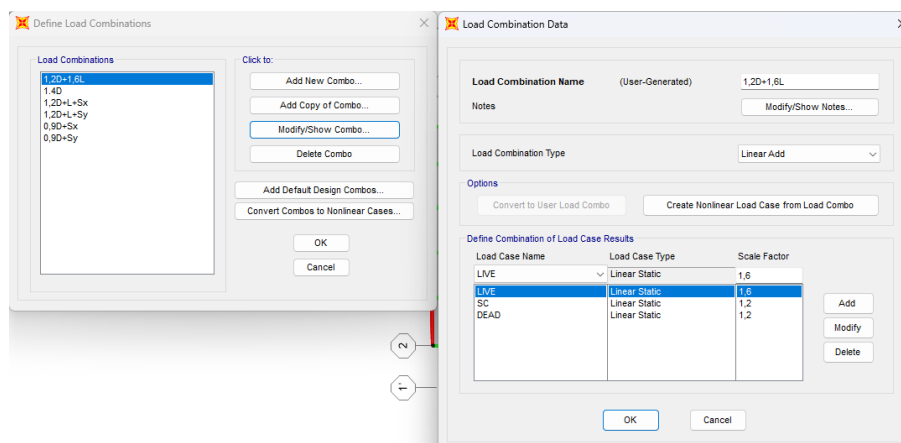 Define Load Combinations
Load Combinations
1,2D+1,6L
1.4D
1,2D+L+Sx
1,2D+L+Sy
0,9D+Sx
0,9D+Sy
Click to:
Add New Combo...
Add Copy of Combo...
Modify/Show Combo...
Delete Combo
Add Default Design Combos...
Convert Combos to Nonlinear Cases...
OK
Cancel
2
Load Combination Data
Load Combination Name (User-Generated) 1,2D+1,6L
Notes Modify/Show Notes...
Load Combination Type Linear Add
Options
Convert to User Load Combo Create Nonlinear Load Case from Load Combo
Define Combination of Load Case Results
Load Case Name Load Case Type Scale Factor
LIVE Linear Static 1,6
LIVE Linear Static 1,6
SC Linear Static 1,2
DEAD Linear Static 1,2
Add
Modify
Delete
OK Cancel